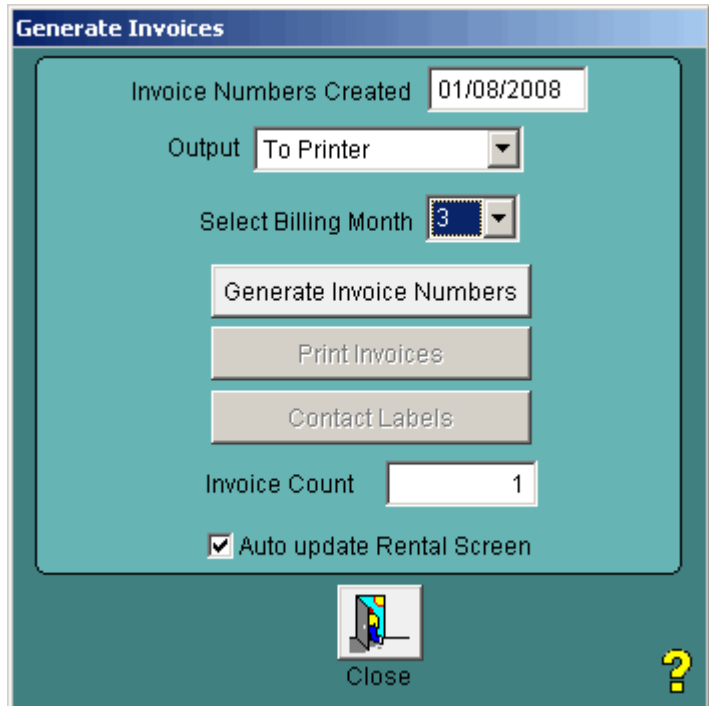 Generate Invoices
Invoice Numbers Created 01/08/2008
Output To Printer
Select Billing Month 3
Generate Invoice Numbers
Print Invoices
Contact Labels
Invoice Count 1
Auto update Rental Screen
Close
?